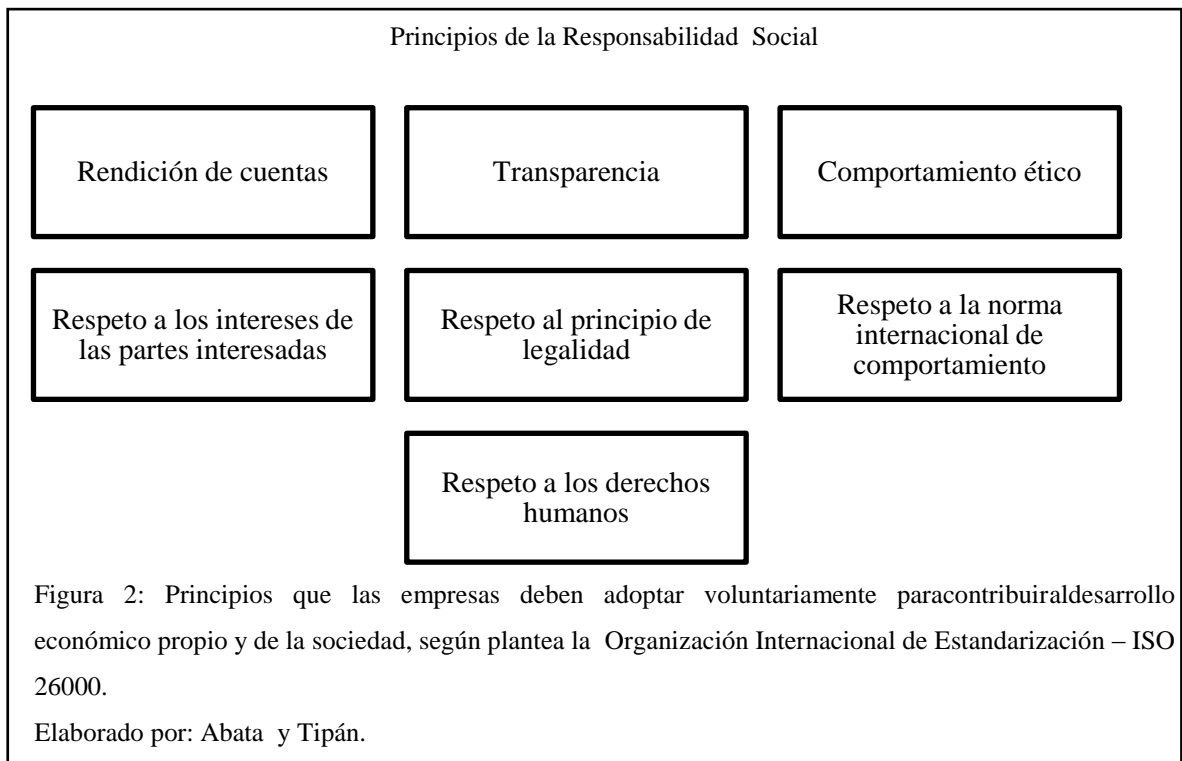 Principios de la Responsabilidad  Social
Rendición de cuentas
Transparencia
Comportamiento ético
Respeto a los intereses de
las partes interesadas
Respeto al principio de
legalidad
Respeto a la norma
internacional de
comportamiento
Respeto a los derechos
humanos
Figura 2: Principios que las empresas deben adoptar voluntariamente paracontribuiraldesarrollo
económico propio y de la sociedad, según plantea la  Organización Internacional de Estandarización – ISO
26000.
Elaborado por: Abata  y Tipán.